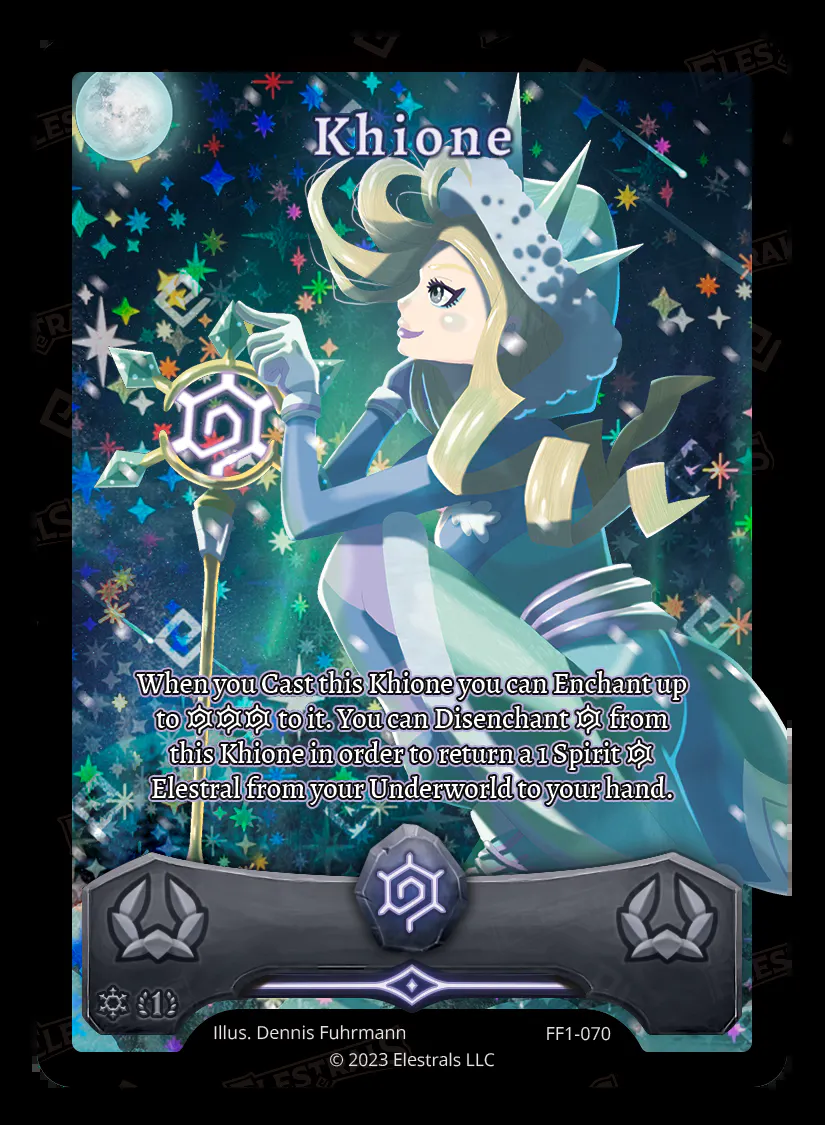 Khione
When you Cast this Khione you can Enchant up
to to it. You can Disenchant from
this Khione in order to return a 1 Spirit
Elestral from your Underworld to your hand.
1
Illus. Dennis Fuhrmann FF1-070
© 2023 Elestrals LLC